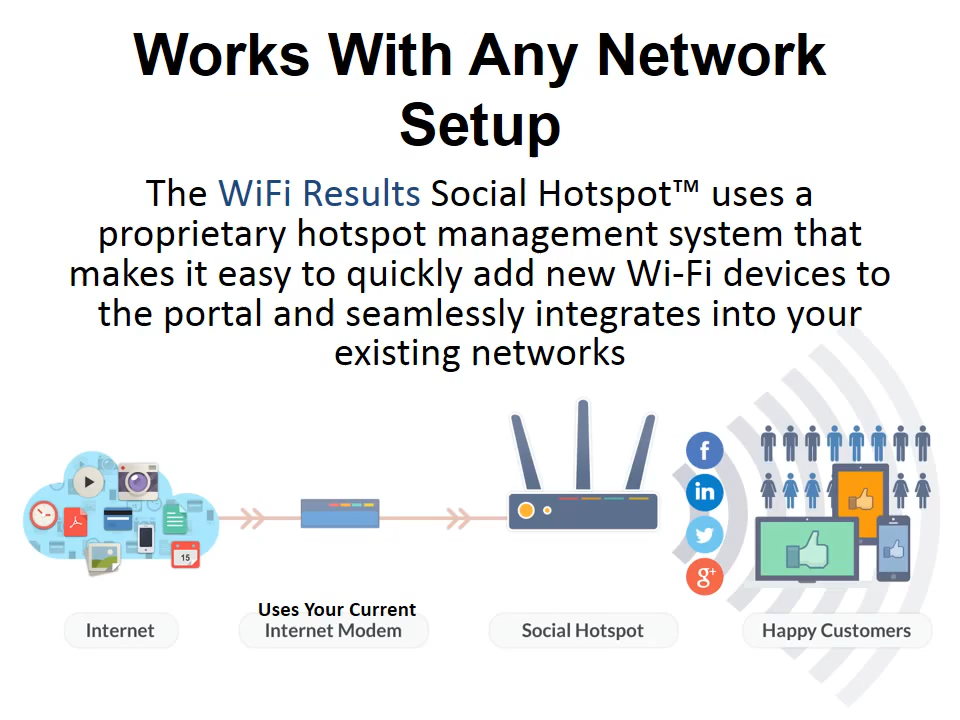 Works With Any Network
Setup
The WiFi Results Social Hotspot™ uses a
proprietary hotspot management system that
makes it easy to quickly add new Wi-Fi devices to
the portal and seamlessly integrates into your
existing networks
f
in
g+
15
Uses Your Current
Internet
Internet Modem
Social Hotspot
Happy Customers